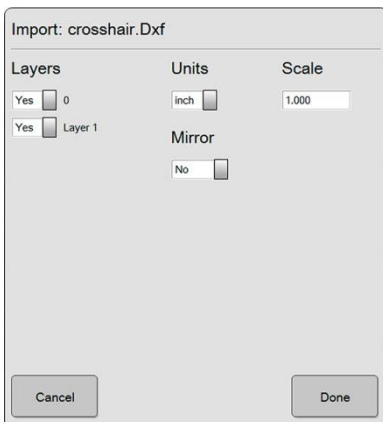 Import: crosshair.Dxf
Layers Units Scale
Yes 0 inch 1.000
Yes Layer 1
Mirror
No
Cancel Done